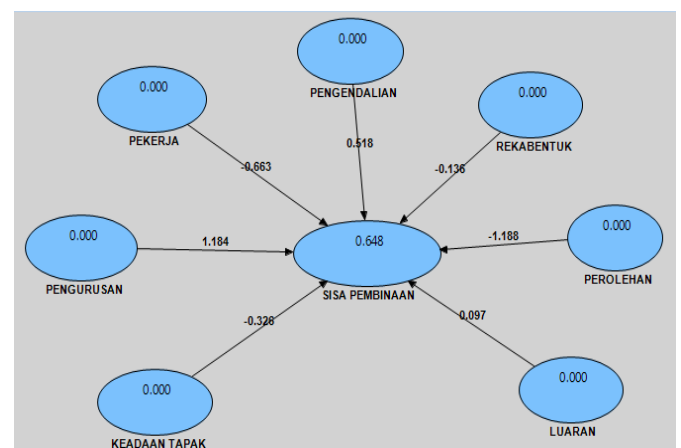 0.000
PENGENDALIAN
0.000
PEKERJA
0.000
REKABENTUK
0.518
-0.663
-0.136
0.000
PENGURUSAN
1.184
0.648
SISA PEMBINAAN
-1.188
0.000
PEROLEHAN
-0.326
0.097
0.000
KEADAAN TAPAK
0.000
LUARAN